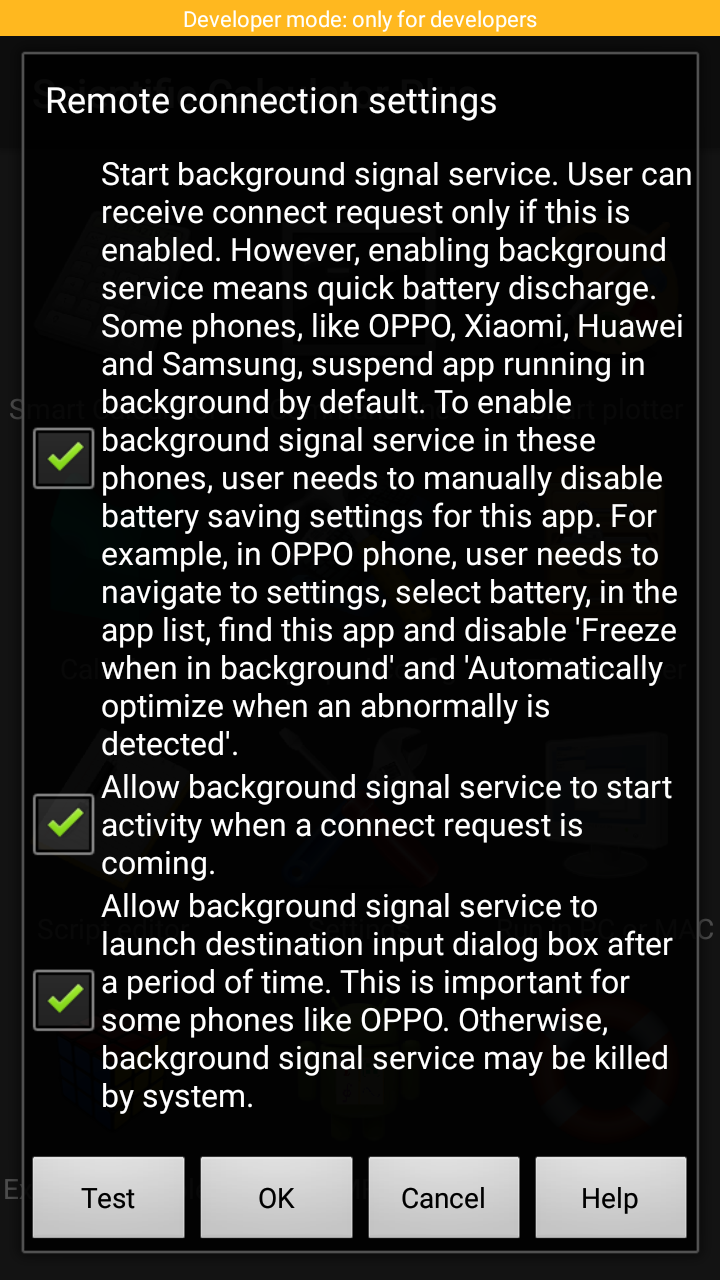 Developer mode: only for developers
Remote connection settings
Start background signal service. User can
receive connect request only if this is
enabled. However, enabling background
service means quick battery discharge.
Some phones, like OPPO, Xiaomi, Huawei
and Samsung, suspend app running in
background by default. To enable
background signal service in these
phones, user needs to manually disable
battery saving settings for this app. For
example, in OPPO phone, user needs to
navigate to settings, select battery, in the
app list, find this app and disable 'Freeze
when in background' and 'Automatically
optimize when an abnormally is
detected'.
Allow background signal service to start
activity when a connect request is
coming.
Allow background signal service to
launch destination input dialog box after
a period of time. This is important for
some phones like OPPO. Otherwise,
background signal service may be killed
by system.
Test
OK
Cancel
Help